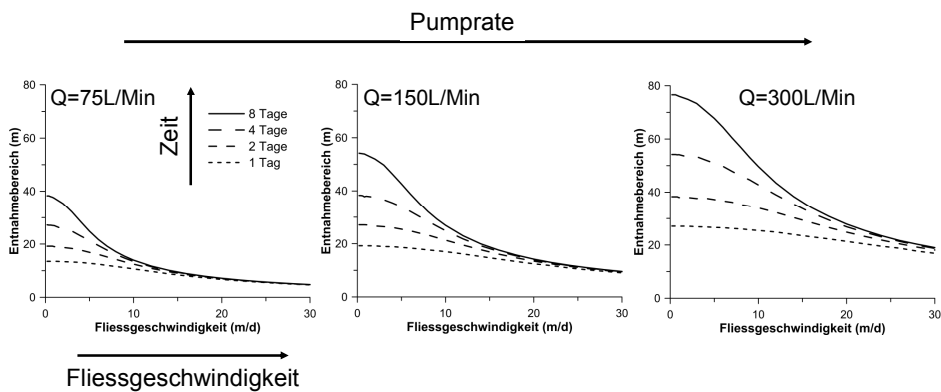 Pumprate
Q=75L/Min
Zeit
8 Tage
4 Tage
2 Tage
1 Tag
Entnahmebereich (m)
80
60
40
20
0
0 10 20 30
Fliessgeschwindigkeit (m/d)
Q=150L/Min
Entnahmebereich (m)
80
60
40
20
0
0 10 20 30
Fliessgeschwindigkeit (m/d)
Q=300L/Min
Entnahmebereich (m)
80
60
40
20
0
0 10 20 30
Fliessgeschwindigkeit (m/d)
Fliessgeschwindigkeit